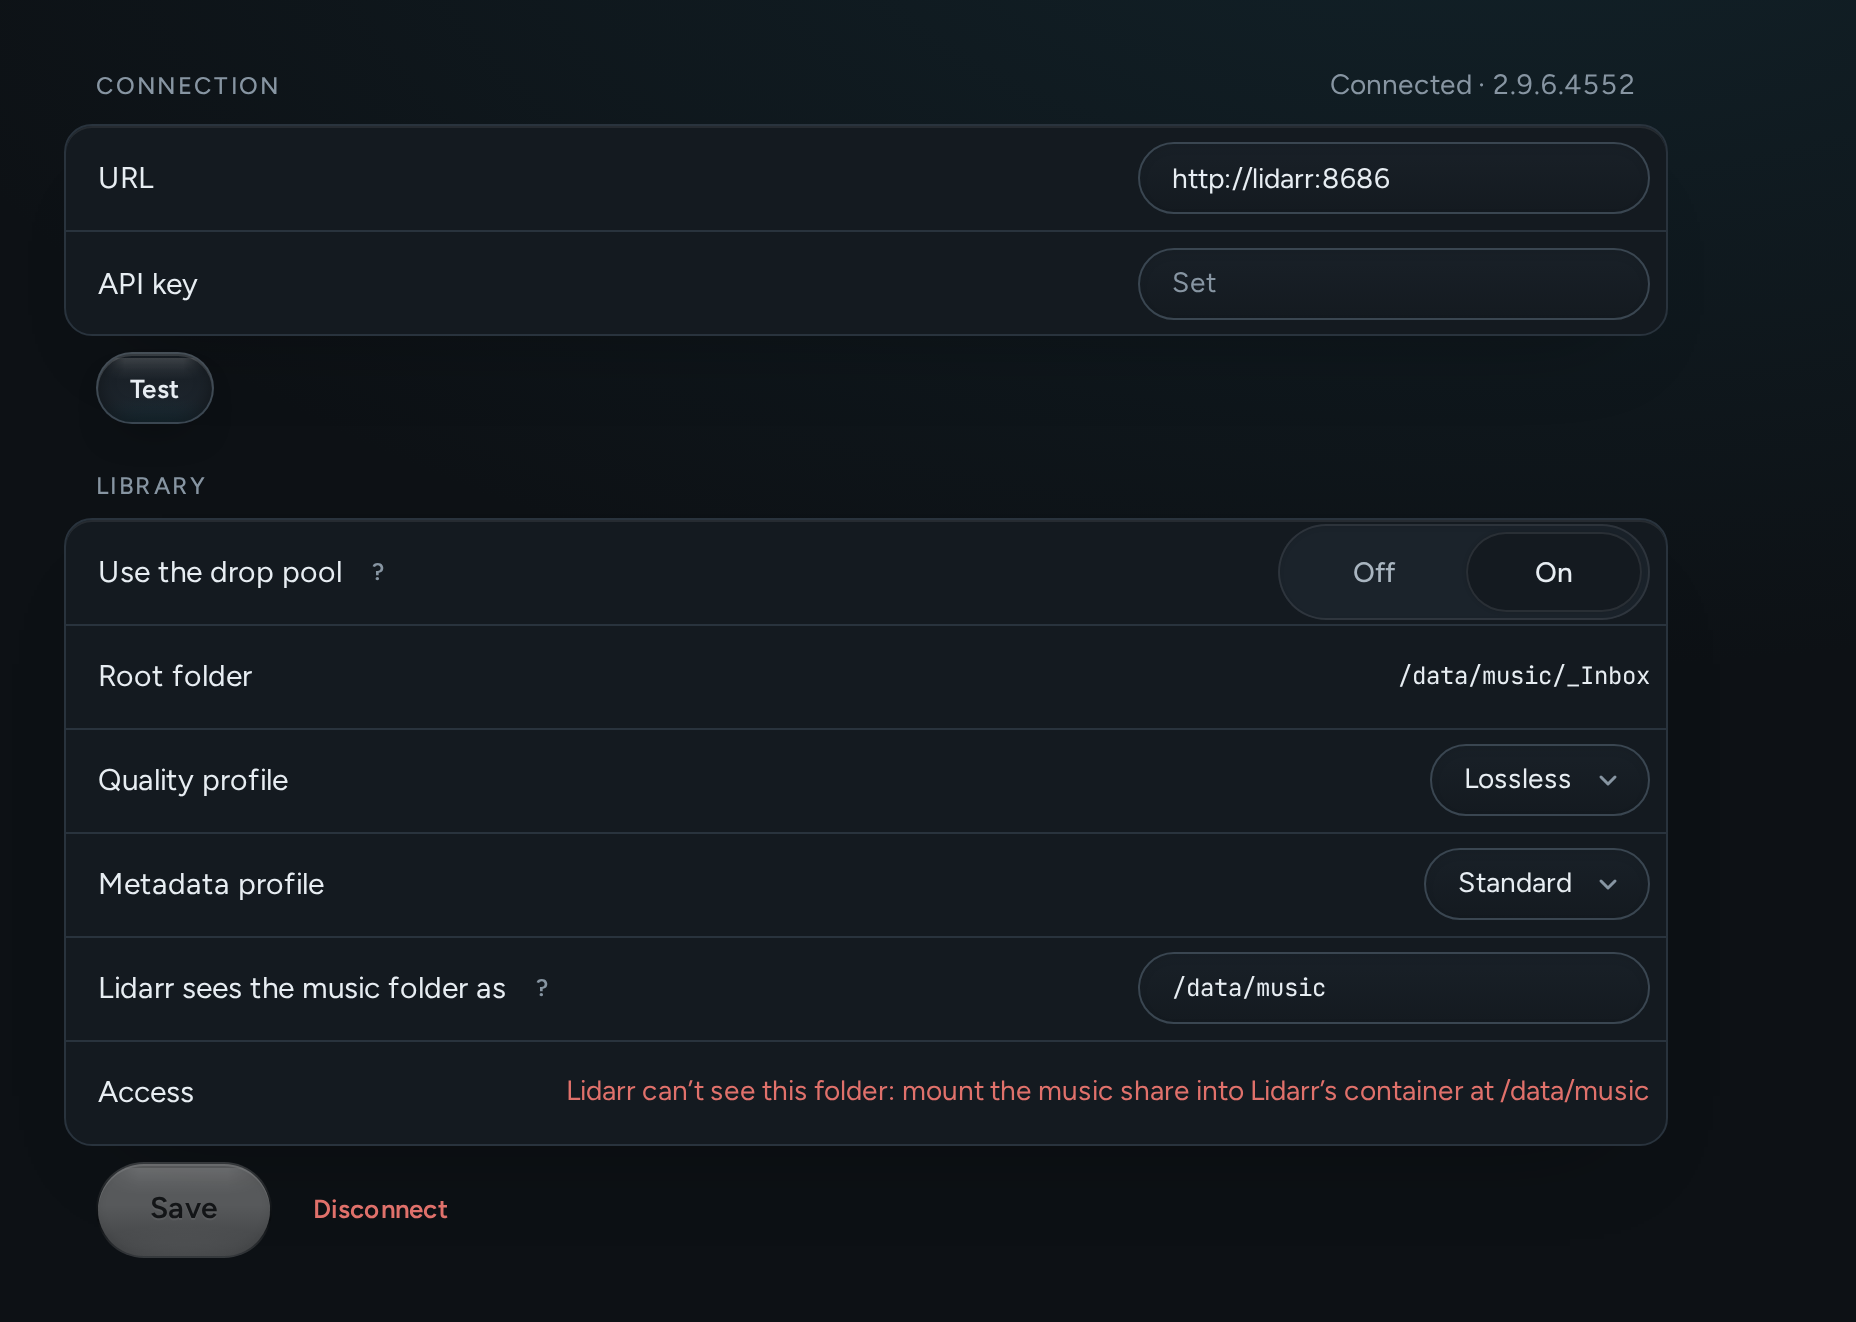 CONNECTION
Connected · 2.9.6.4552
URL
http://lidarr:8686
API key
Set
Test
LIBRARY
Use the drop pool ?
Off On
Root folder
/data/music/_Inbox
Quality profile
Lossless
Metadata profile
Standard
Lidarr sees the music folder as ?
/data/music
Access
Lidarr can’t see this folder: mount the music share into Lidarr’s container at /data/music
Save
Disconnect